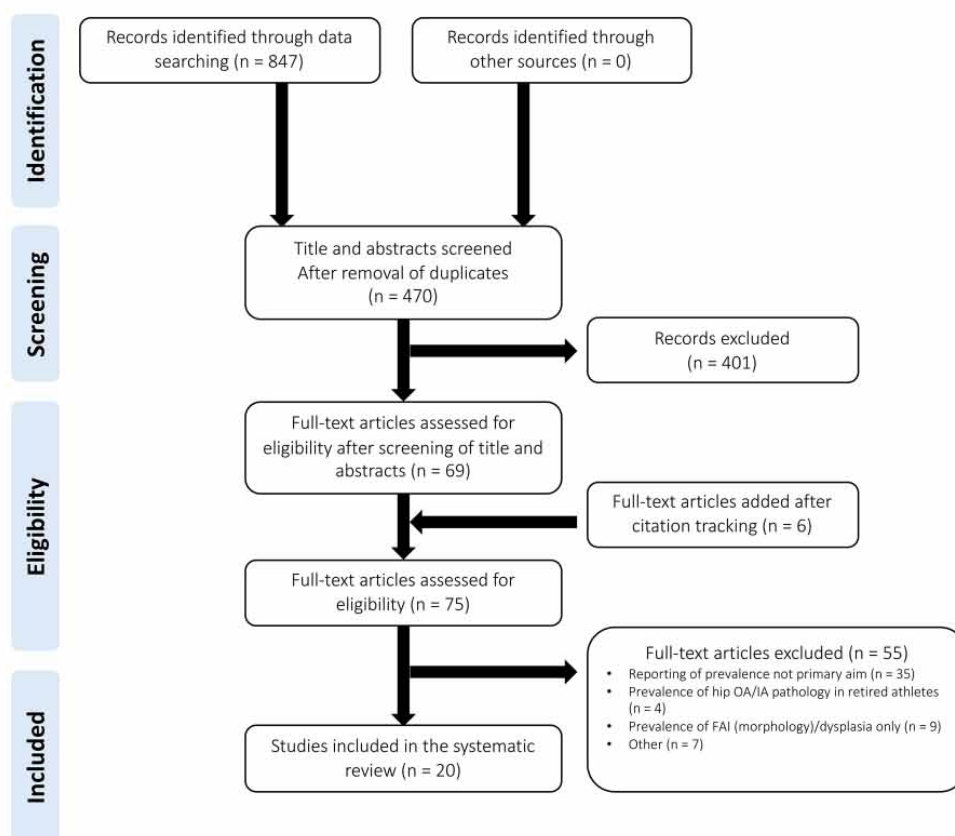 Identification
Records identified through data
searching (n = 847)
Records identified through
other sources (n = 0)
Screening
Title and abstracts screened
After removal of duplicates
(n = 470)
Records excluded
(n = 401)
Eligibility
Full-text articles assessed for
eligibility after screening of title and
abstracts (n = 69)
Full-text articles added after
citation tracking (n = 6)
Full-text articles assessed for
eligibility (n = 75)
Full-text articles excluded (n = 55)
• Reporting of prevalence not primary aim (n = 35)
• Prevalence of hip OA/IA pathology in retired athletes
(n = 4)
• Prevalence of FAI (morphology)/dysplasia only (n = 9)
• Other (n = 7)
Included
Studies included in the systematic
review (n = 20)